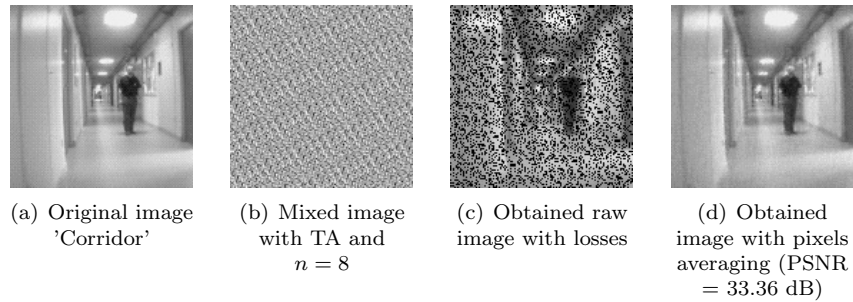 (a) Original image
'Corridor'
(b) Mixed image
with TA and
n = 8
(c) Obtained raw
image with losses
(d) Obtained
image with pixels
averaging (PSNR
= 33.36 dB)